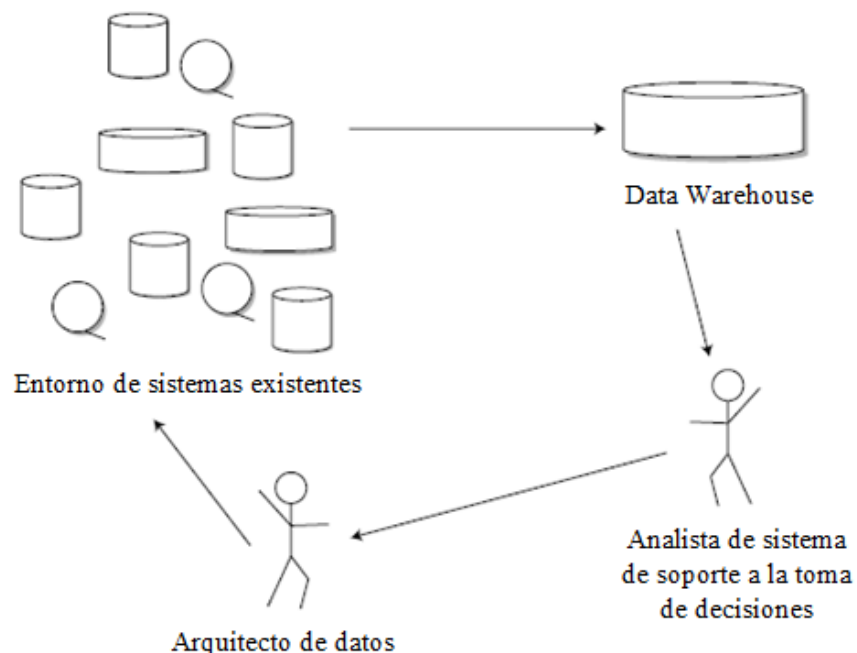 Data Warehouse
Entorno de sistemas existentes
Analista de sistema
de soporte a la toma
de decisiones
Arquitecto de datos